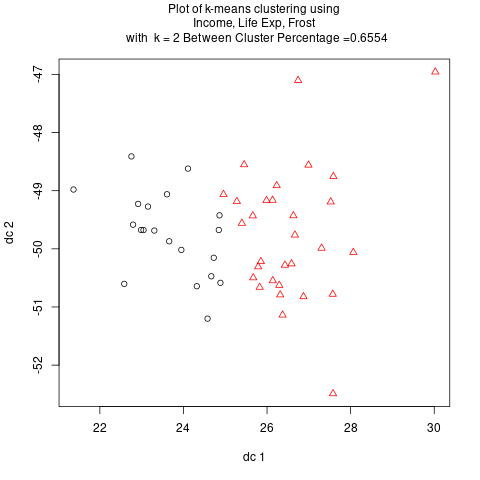 Plot of k-means clustering using
Income, Life Exp, Frost
with k = 2 Between Cluster Percentage =0.6554
-47
-48
-49
-50
-51
-52
dc 2
22 24 26 28 30
dc 1